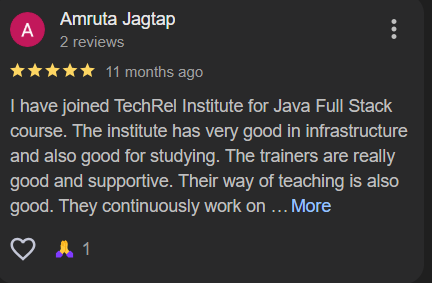 A
Amruta Jagtap
2 reviews
11 months ago
I have joined TechRel Institute for Java Full Stack
course. The institute has very good in infrastructure
and also good for studying. The trainers are really
good and supportive. Their way of teaching is also
good. They continuously work on … More
1